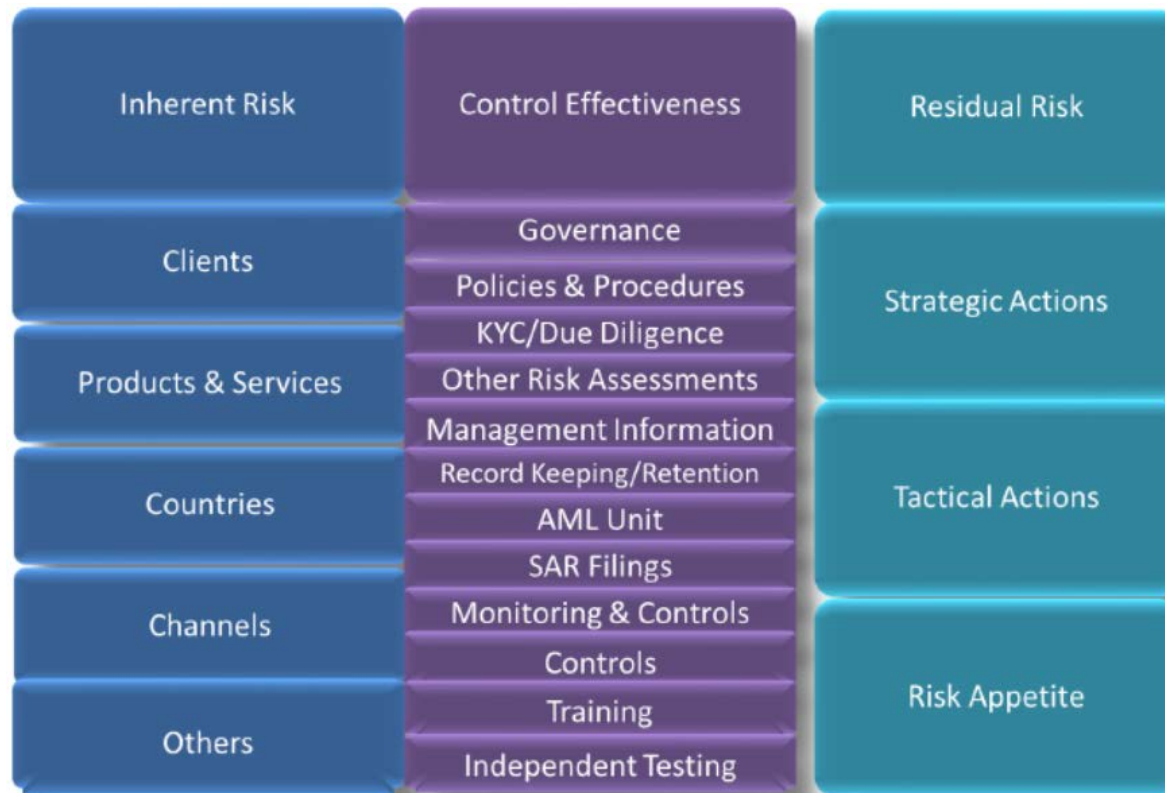 Inherent Risk
Clients
Products & Services
Countries
Channels
Others
Control Effectiveness
Governance
Policies & Procedures
KYC/Due Diligence
Other Risk Assessments
Management Information
Record Keeping/Retention
AML Unit
SAR Filings
Monitoring & Controls
Controls
Training
Independent Testing
Residual Risk
Strategic Actions
Tactical Actions
Risk Appetite